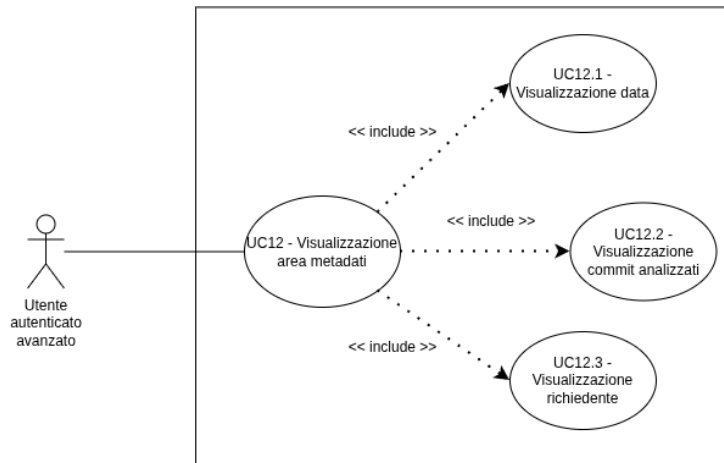 UC12.1 -
Visualizzazione data
<< include >>
<< include >>
UC12 - Visualizzazione
area metadati
UC12.2 -
Visualizzazione
commit analizzati
Utente
autenticato
avanzato
<< include >>
UC12.3 -
Visualizzazione
richiedente